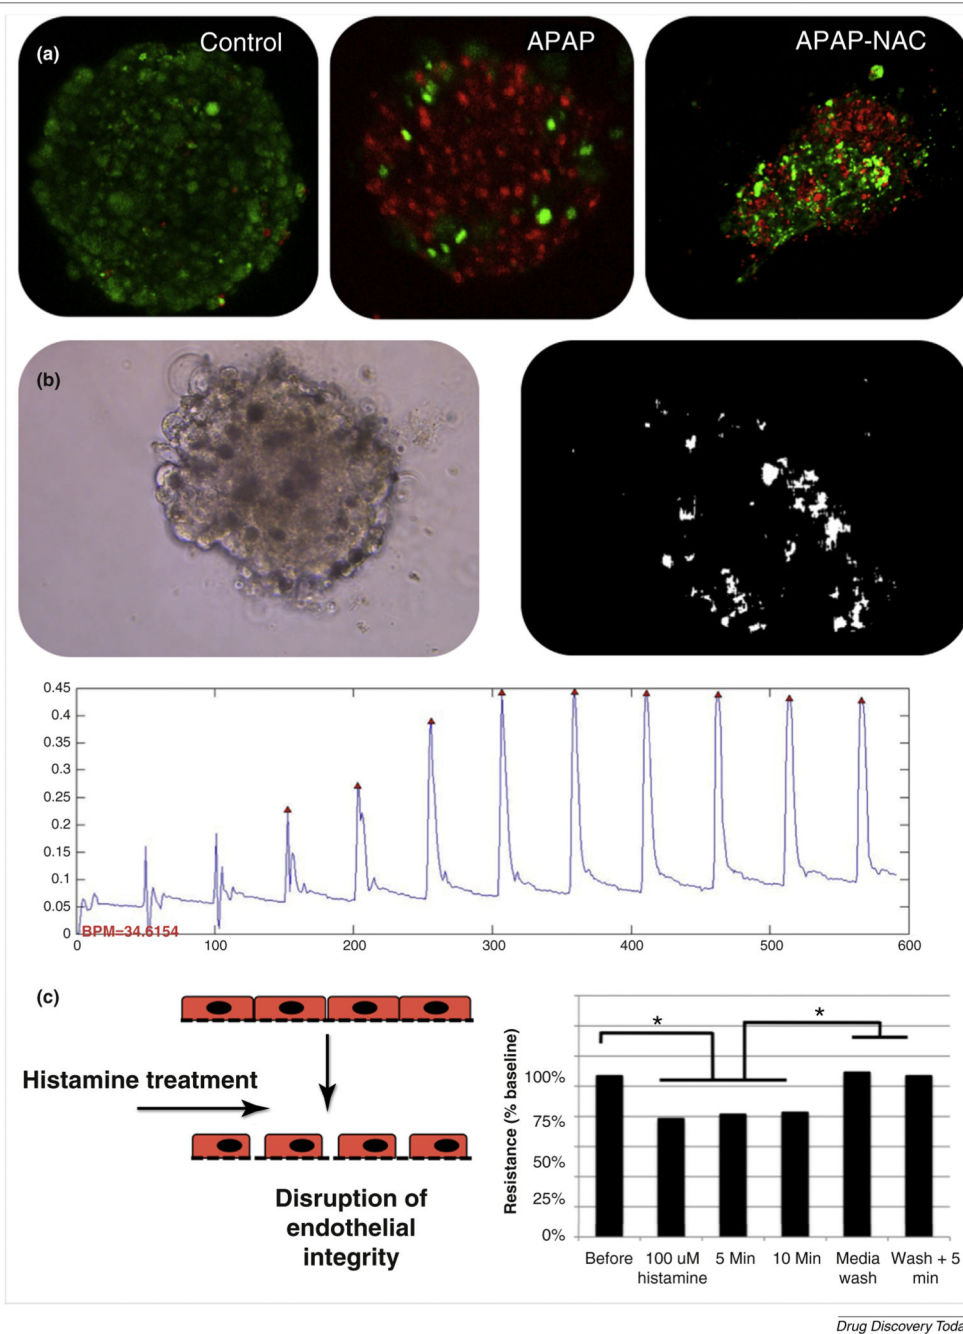 (a)
Control
APAP
APAP-NAC
(b)
0.45
0.4
0.35
0.3
0.25
0.2
0.15
0.1
0.05
0
BPM=34.6154
0
100
200
300
400
500
600
(c)
Histamine treatment
Disruption of
endothelial
integrity
*
*
Resistance (% baseline)
100%
75%
50%
25%
0%
Before
100 uM
histamine
5 Min
10 Min
Media
wash
Wash + 5
min
Drug Discovery Toda